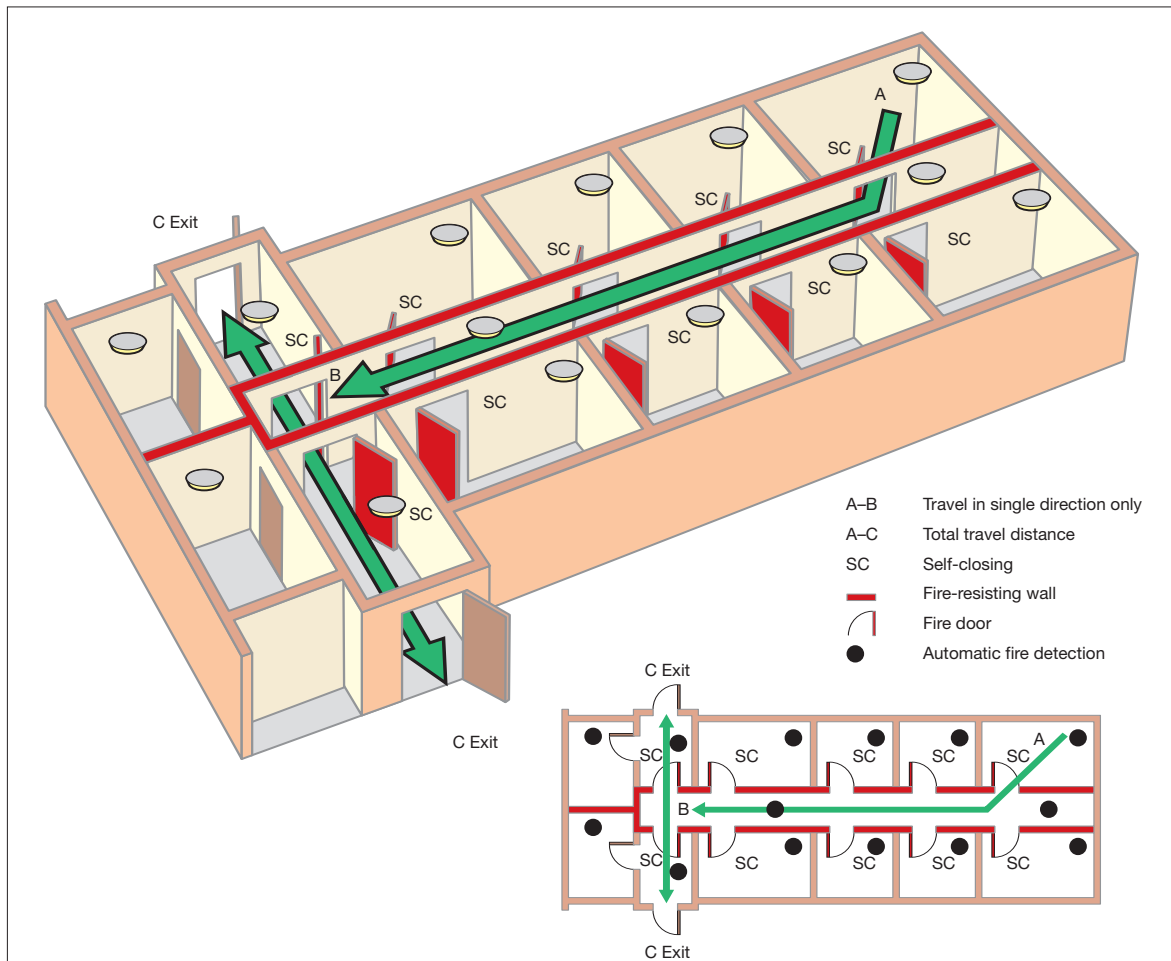 A
SC
SC
C Exit
SC
SC
SC
SC
SC
SC
B
SC
SC
A–B Travel in single direction only
A–C Total travel distance
SC Self-closing
Fire-resisting wall
Fire door
Automatic fire detection
C Exit
C Exit
A
SC SC SC SC SC
B
SC SC SC SC SC
C Exit